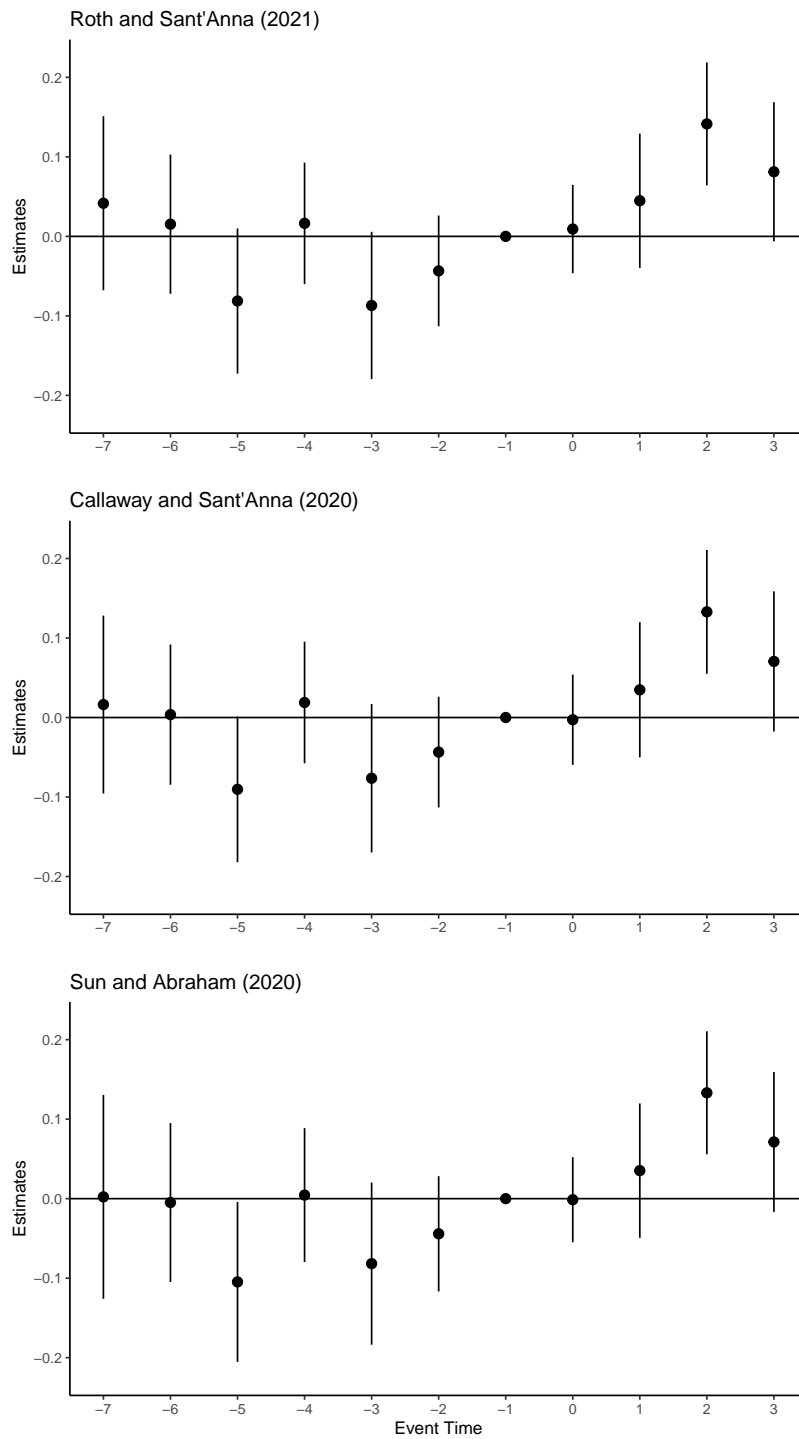 Roth and Sant'Anna (2021)
0.2
0.1
0.0
−0.1
−0.2
Estimates
−7 −6 −5 −4 −3 −2 −1 0 1 2 3
Callaway and Sant'Anna (2020)
0.2
0.1
0.0
−0.1
−0.2
Estimates
−7 −6 −5 −4 −3 −2 −1 0 1 2 3
Sun and Abraham (2020)
0.2
0.1
0.0
−0.1
−0.2
Estimates
−7 −6 −5 −4 −3 −2 −1 0 1 2 3
Event Time